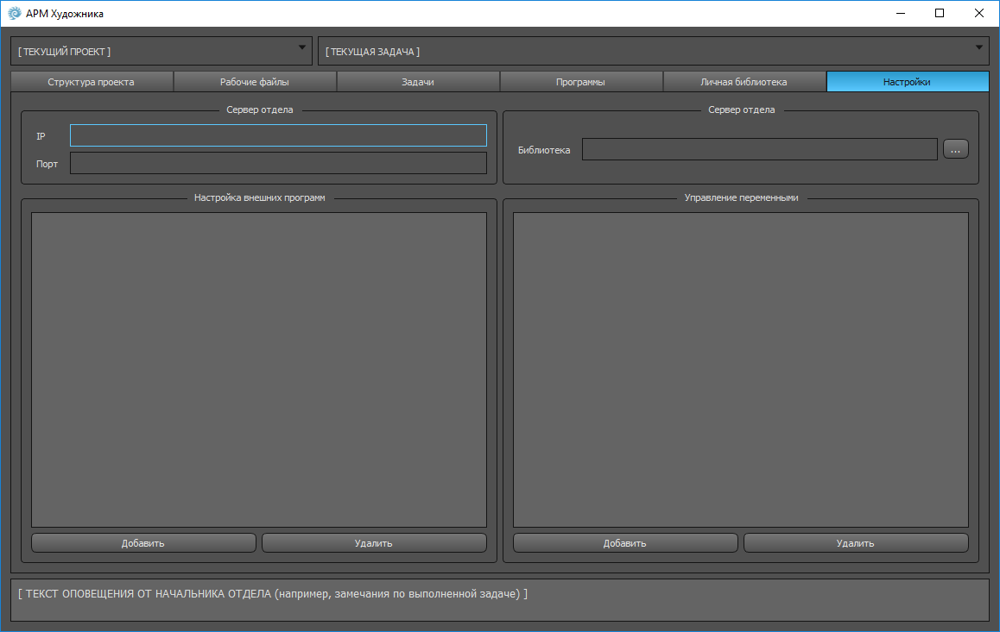 АРМ Художника
[ ТЕКУЩИЙ ПРОЕКТ ] [ ТЕКУЩАЯ ЗАДАЧА ]
Структура проекта Рабочие файлы Задачи Программы Личная библиотека Настройки
Сервер отдела Сервер отдела
IP
Библиотека ...
Порт
Настройка внешних программ Управление переменными
Добавить Удалить Добавить Удалить
[ ТЕКСТ ОПОВЕЩЕНИЯ ОТ НАЧАЛЬНИКА ОТДЕЛА (например, замечания по выполненной задаче) ]